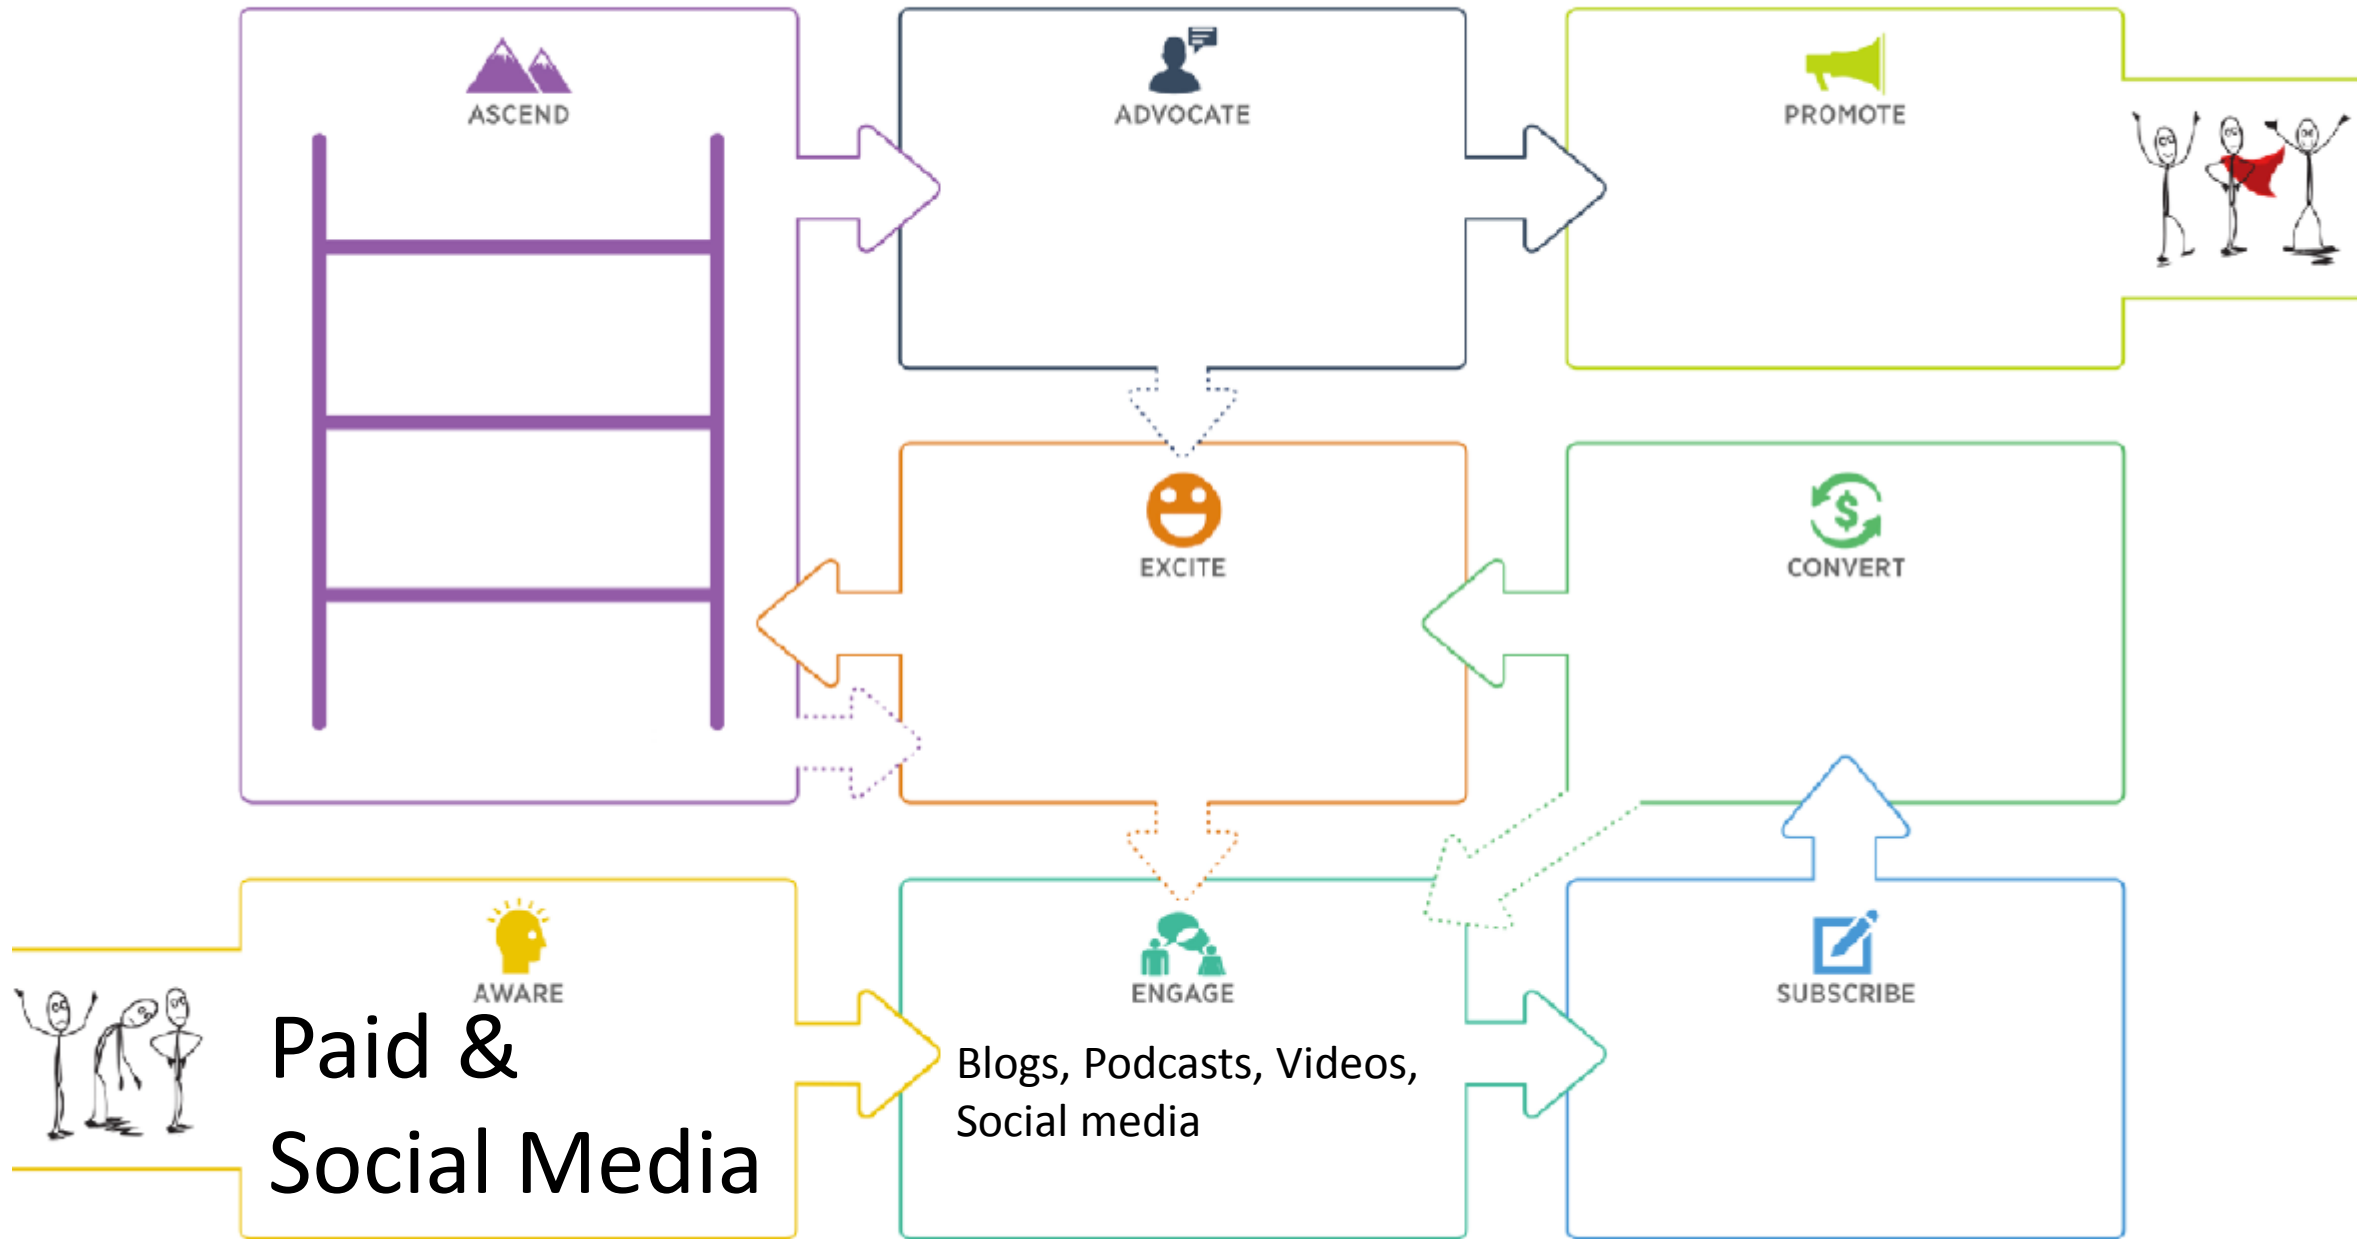 ASCEND
ADVOCATE
PROMOTE
EXCITE
CONVERT
$
AWARE
Paid &
Social Media
ENGAGE
Blogs, Podcasts, Videos,
Social media
SUBSCRIBE